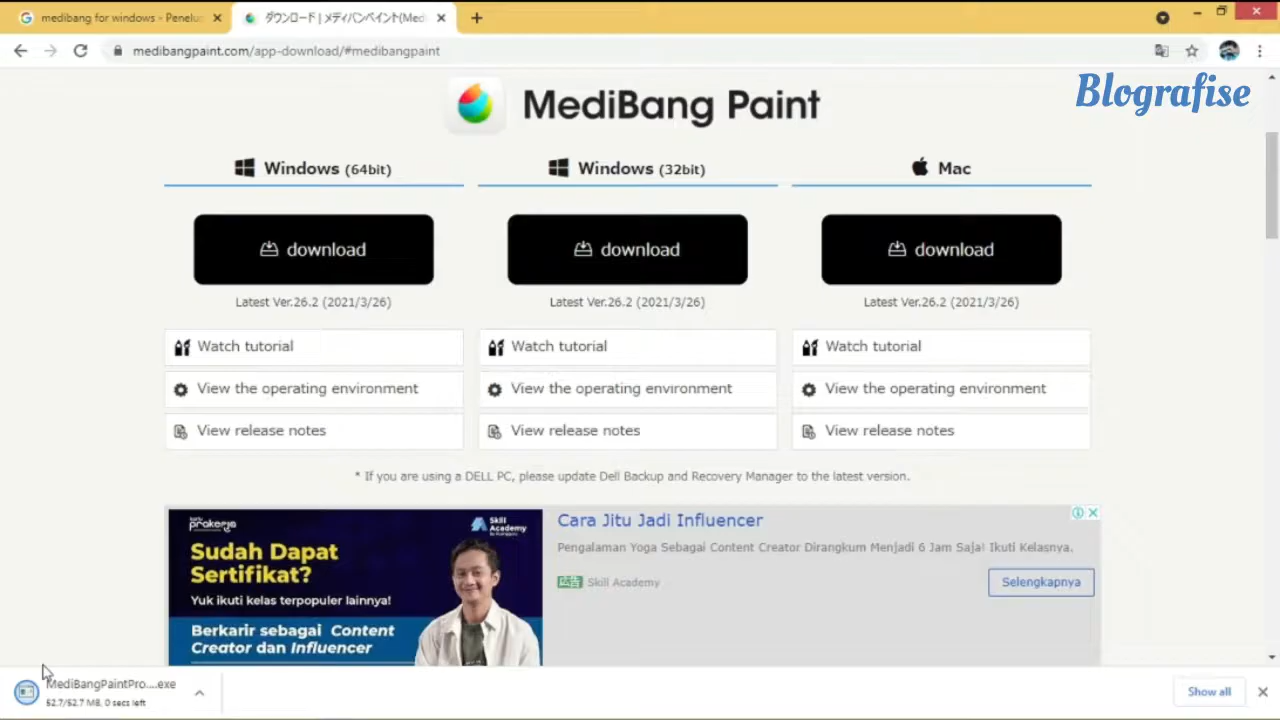 medibang for windows - Penelu
ダウンロード | メディバンペイント(Med
medibangpaint.com/app-download/#medibangpaint
Blografise
MediBang Paint
Windows (64bit)
Windows (32bit)
Mac
download
download
download
Latest Ver.26.2 (2021/3/26)
Latest Ver.26.2 (2021/3/26)
Latest Ver.26.2 (2021/3/26)
Watch tutorial
Watch tutorial
Watch tutorial
View the operating environment
View the operating environment
View the operating environment
View release notes
View release notes
View release notes
* If you are using a DELL PC, please update Dell Backup and Recovery Manager to the latest version.
prakerja
Skill
Academy
Sudah Dapat
Sertifikat?
Yuk ikuti kelas terpopuler lainnya!
Berkarir sebagai Content
Creator dan Influencer
Cara Jitu Jadi Influencer
Pengalaman Yoga Sebagai Content Creator Dirangkum Menjadi 6 Jam Saja! Ikuti Kelasnya.
広告 Skill Academy
Selengkapnya
MediBangPaintPro....exe
52.7/52.7 MB, 0 secs left
Show all